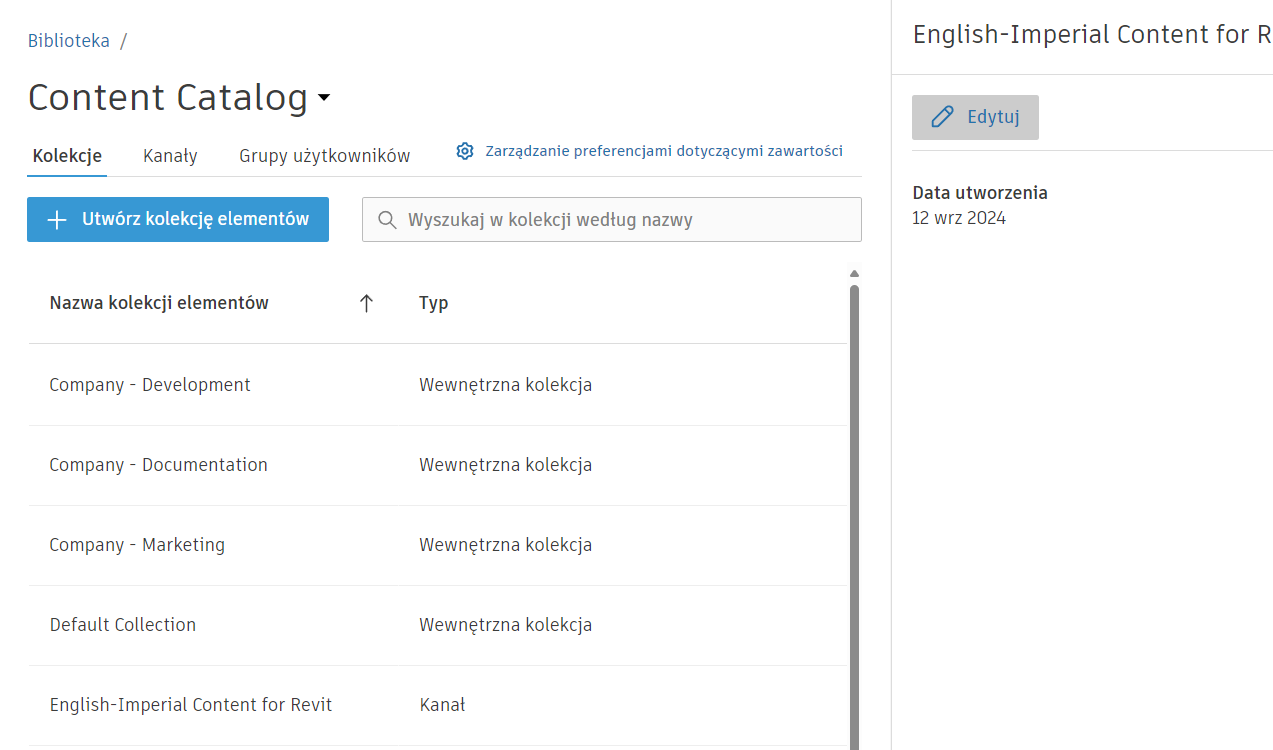 Biblioteka /
Content Catalog
Kolekcje Kanały Grupy użytkowników Zarządzanie preferencjami dotyczącymi zawartości
Utwórz kolekcję elementów Wyszukaj w kolekcji według nazwy
Nazwa kolekcji elementów Typ
Company - Development Wewnętrzna kolekcja
Company - Documentation Wewnętrzna kolekcja
Company - Marketing Wewnętrzna kolekcja
Default Collection Wewnętrzna kolekcja
English-Imperial Content for Revit Kanał
English-Imperial Content for R
Edytuj
Data utworzenia
12 wrz 2024